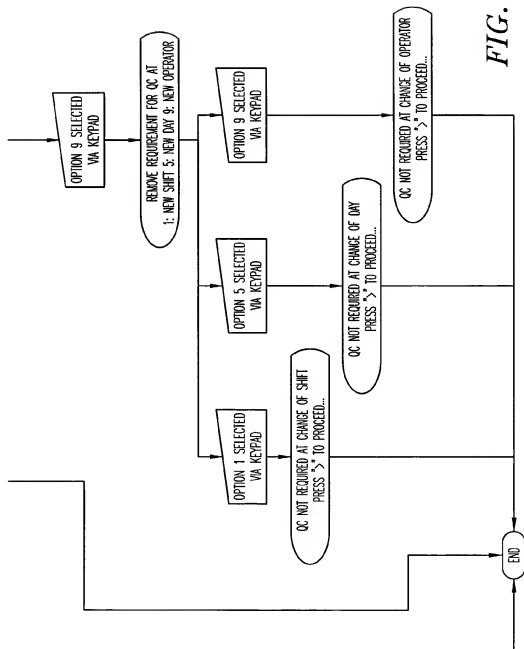 OPTION 9 SELECTED
VIA KEYPAD
REMOVE REQUIREMENT FOR QC AT
1: NEW SHIFT 5: NEW DAY 9: NEW OPERATOR
OPTION 1 SELECTED
VIA KEYPAD
OPTION 5 SELECTED
VIA KEYPAD
OPTION 9 SELECTED
VIA KEYPAD
QC NOT REQUIRED AT CHANGE OF SHIFT
PRESS ">" TO PROCEED...
QC NOT REQUIRED AT CHANGE OF DAY
PRESS ">" TO PROCEED...
QC NOT REQUIRED AT CHANGE OF OPERATOR
PRESS ">" TO PROCEED...
END
FIG.